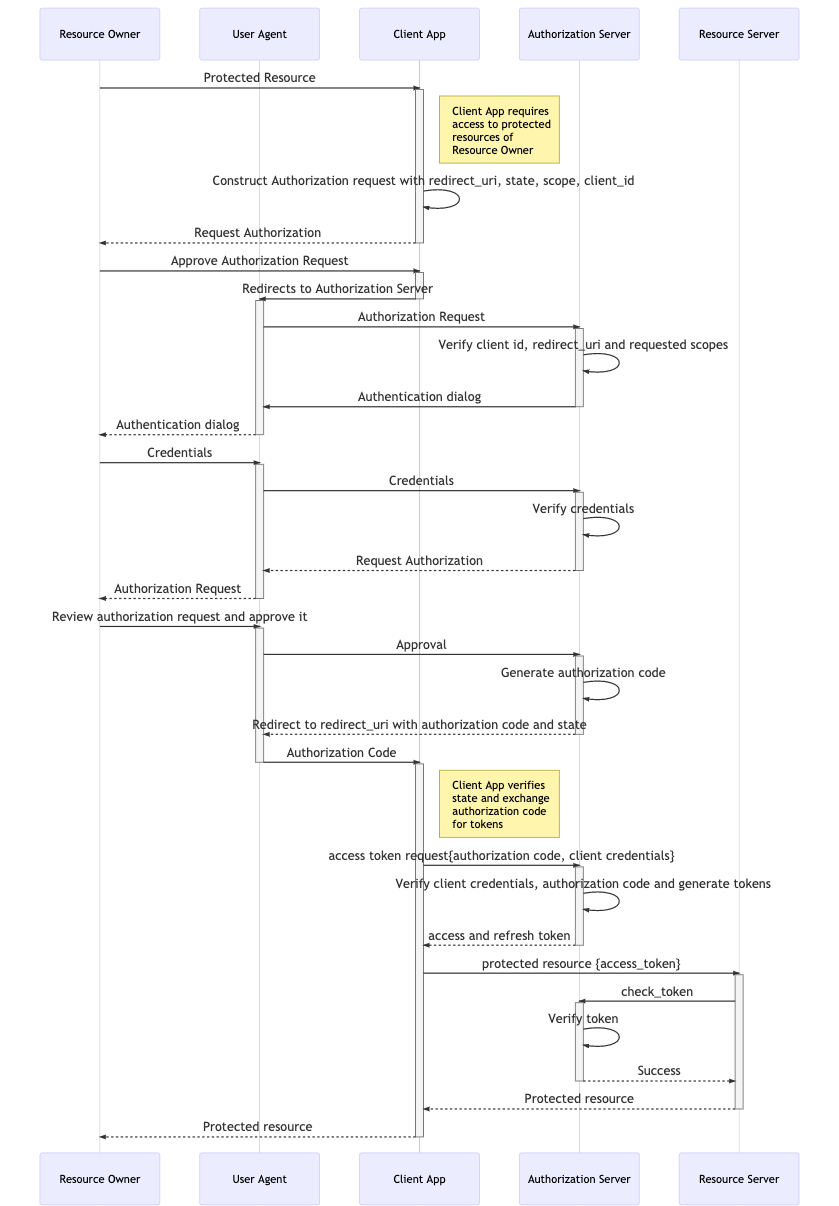 Resource Owner
User Agent
Client App
Authorization Server
Resource Server
Protected Resource
Client App requires
access to protected
resources of
Resource Owner
Construct Authorization request with redirect_uri, state, scope, client_id
Request Authorization
Approve Authorization Request
Redirects to Authorization Server
Authorization Request
Verify client id, redirect_uri and requested scopes
Authentication dialog
Authentication dialog
Credentials
Credentials
Verify credentials
Request Authorization
Authorization Request
Review authorization request and approve it
Approval
Generate authorization code
Redirect to redirect_uri with authorization code and state
Authorization Code
Client App verifies
state and exchange
authorization code
for tokens
access token request{authorization code, client credentials}
Verify client credentials, authorization code and generate tokens
access and refresh token
protected resource {access_token}
check_token
Verify token
Success
Protected resource
Protected resource
Resource Owner
User Agent
Client App
Authorization Server
Resource Server